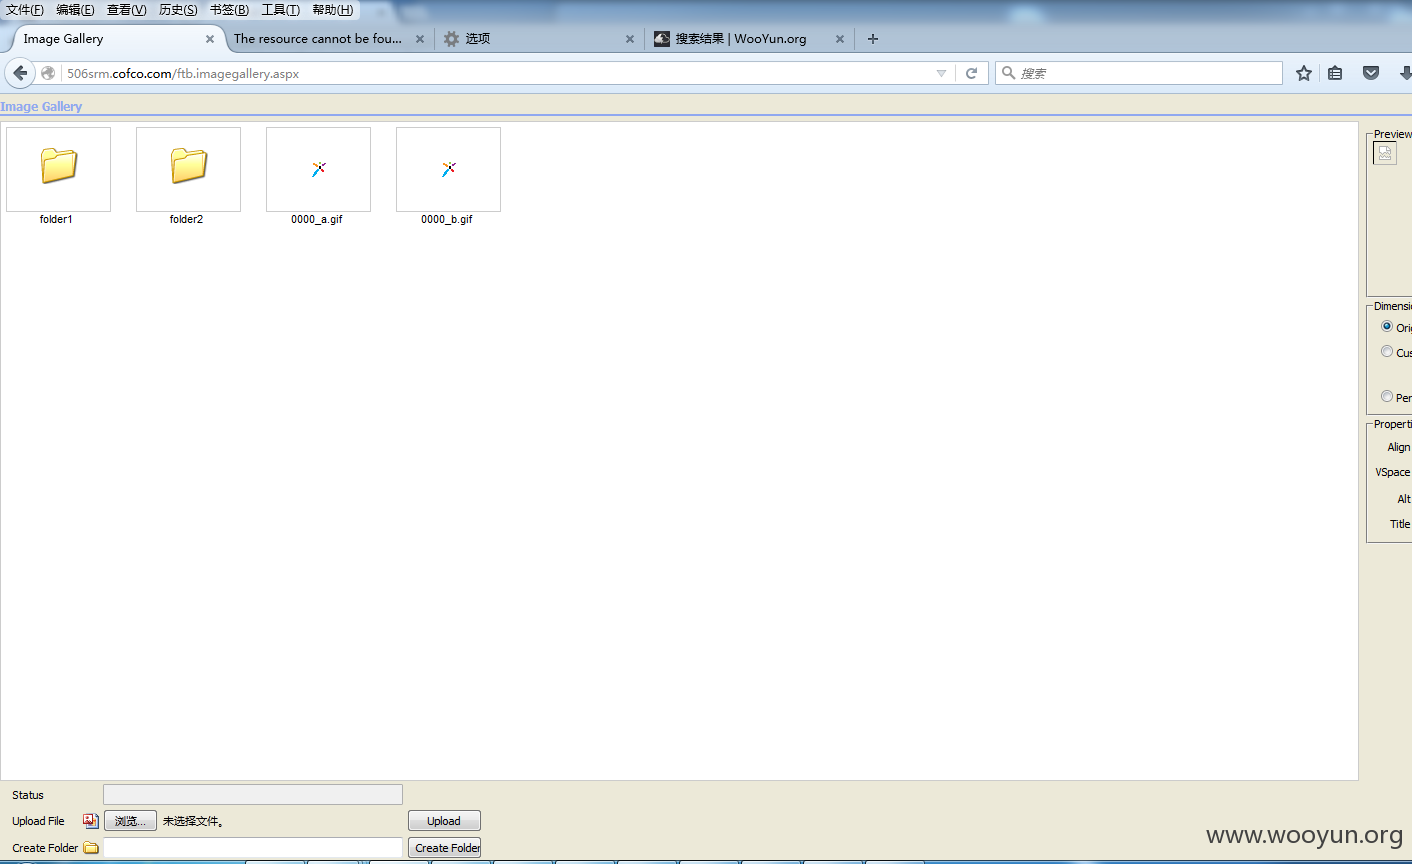 文件(F) 编辑(E) 查看(V) 历史(S) 书签(B) 工具(T) 帮助(H)
Image Gallery
The resource cannot be fou...
选项
搜索结果 | WooYun.org
506srm.cofco.com/ftb.imagegallery.aspx
搜索
Image Gallery
folder1
folder2
0000_a.gif
0000_b.gif
Preview
Dimensi
Orig
Cus
Per
Properti
Align
VSpace
Alt
Title
Status
Upload File
浏览...
未选择文件。
Upload
Create Folder
Create Folder
www.wooyun.org